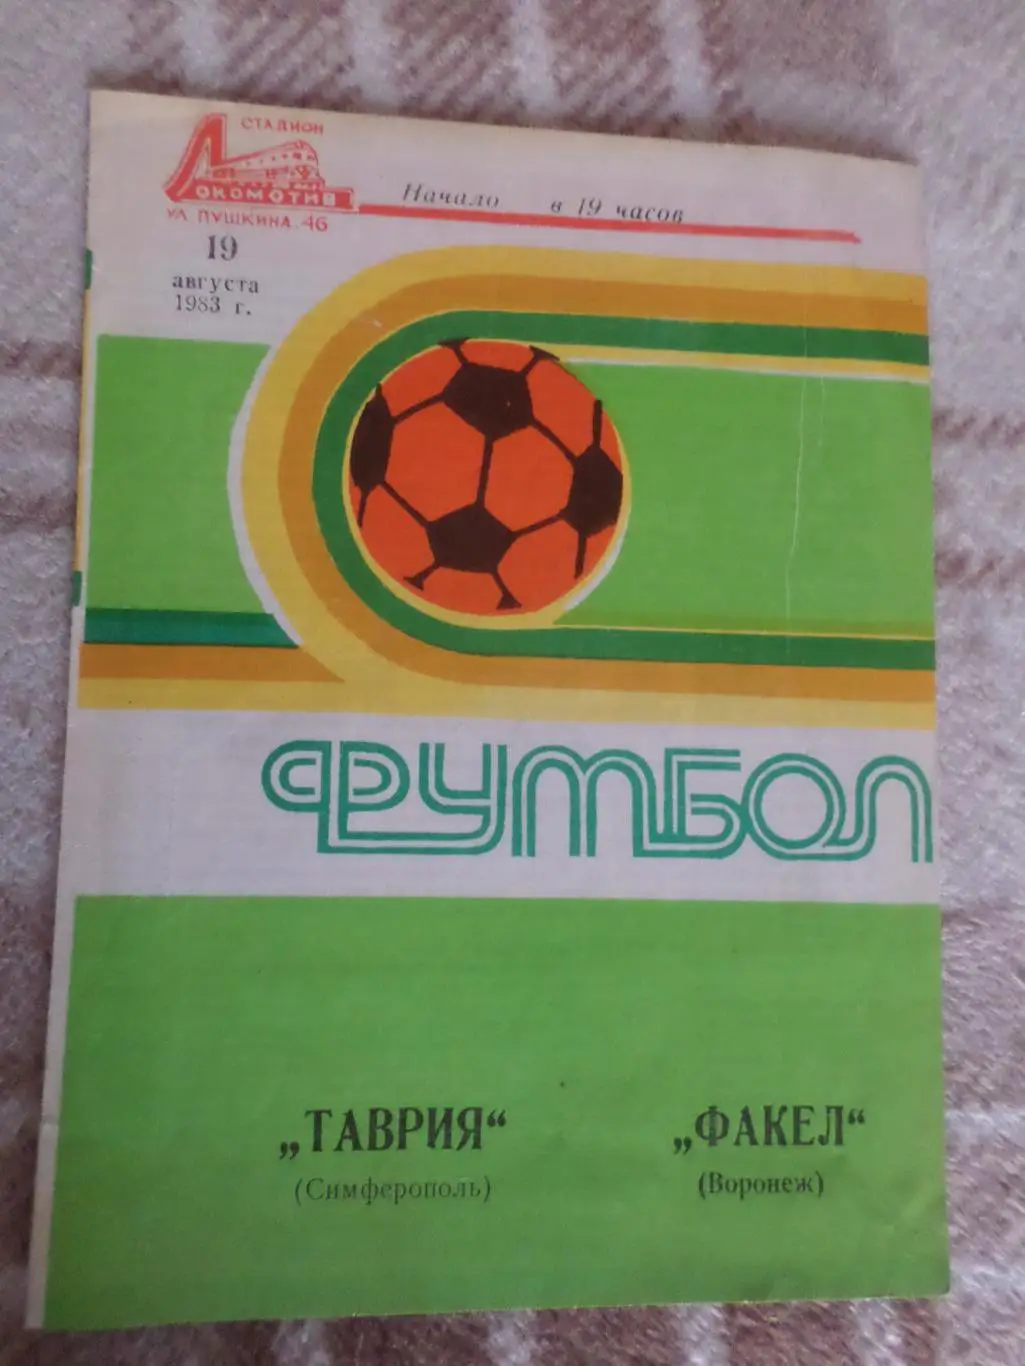 СТАДИОН
ЛОКОМОТИВ
УЛ. ПУШКИНА. 46
Начало в 19 часов
19
августа
1983 г.
ФУТБОЛ
„ТАВРИЯ“ „ФАКЕЛ“
(Симферополь) (Воронеж)